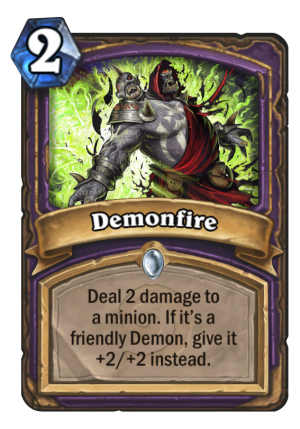 2
Demonfire
Deal 2 damage to
a minion. If it's a
friendly Demon, give it
+2/+2 instead.